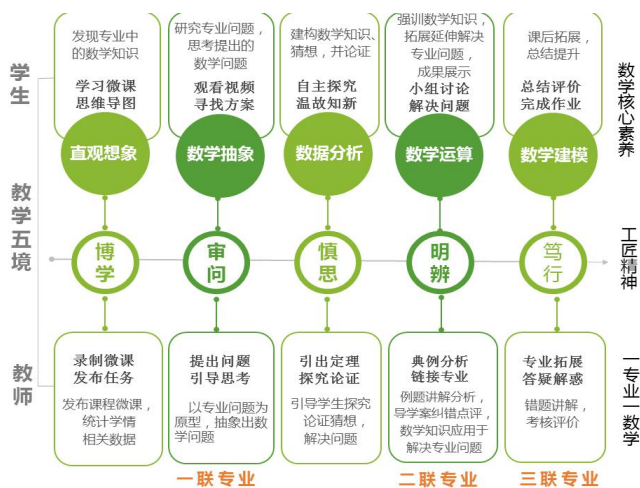 学生
发现专业中
的数学知识
学习微课
思维导图
研究专业问题，
思考提出的
数学问题
观看视频
寻找方案
建构数学知识、
猜想，并论证
自主探究
温故知新
强训数学知识，
拓展延伸解决
专业问题，
成果展示
小组讨论
解决问题
课后拓展，
总结提升
总结评价
完成作业
数学核心素养
直观想象
数学抽象
数据分析
数学运算
数学建模
教学五境
博学
审问
慎思
明辨
笃行
工匠精神
教师
录制微课
发布任务
发布课程微课，
统计学情
相关数据
提出问题
引导思考
以专业问题为
原型，抽象出数
学问题
引出定理
探究论证
引导学生探究
论证猜想，
解决问题
典例分析
链接专业
例题讲解分析，
导学案纠错点评，
数学知识应用于
解决专业问题
专业拓展
答疑解惑
错题讲解，
考核评价
一专业一数学
一联专业
二联专业
三联专业